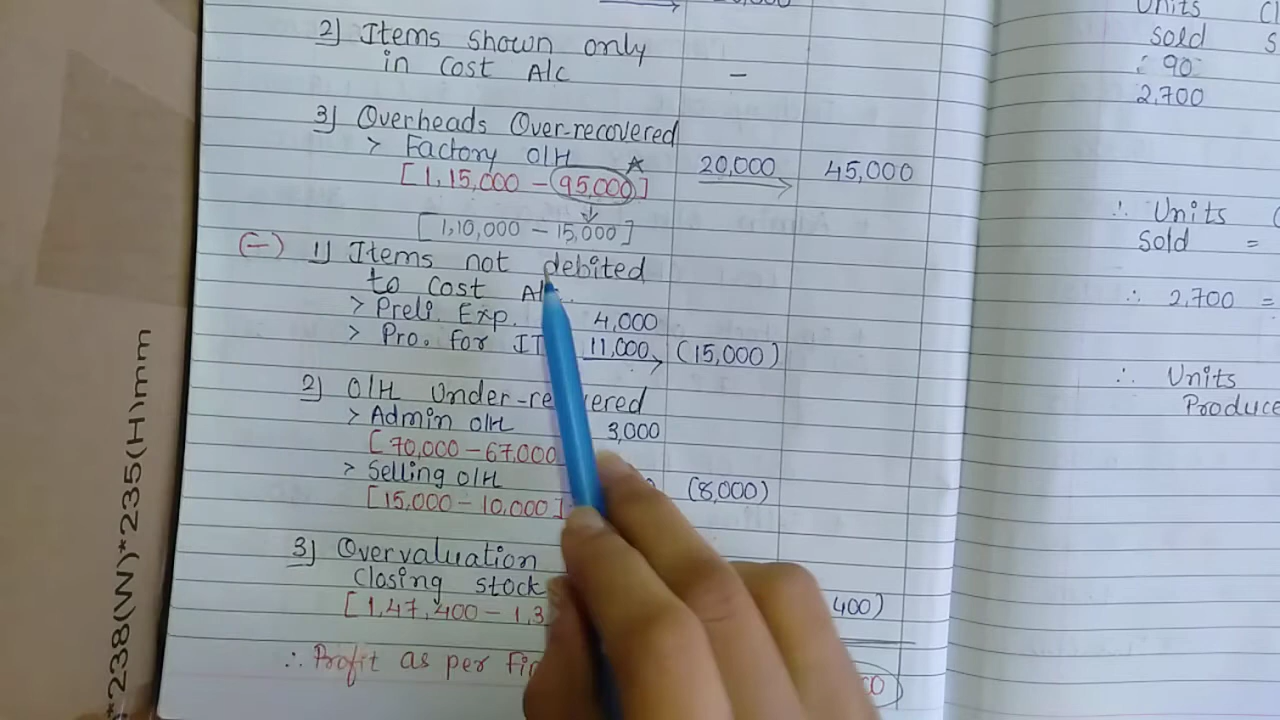 2) Items shown only
in Cost A/c -
3) Overheads Over-recovered
> Factory O/H 20,000 45,000
[1,15,000 - 95,000]
[1,10,000 - 15,000]
(-) 1) Items not debited
to cost
> Preli. Exp. 4,000
> Pro. for 11,000 (15,000)
2) O/H Under-
> Admin O/H 3,000
[70,000 - 67,000
> Selling O/H (8,000)
[15,000 - 10,000]
3) Overvaluation
Closing stock 400)
[1,47,400 - 1,3
∴ Profit as per
Units
sold
90
2,700
∴ Units
sold =
∴ 2,700 =
∴ Units
*238(W)*235(H)mm